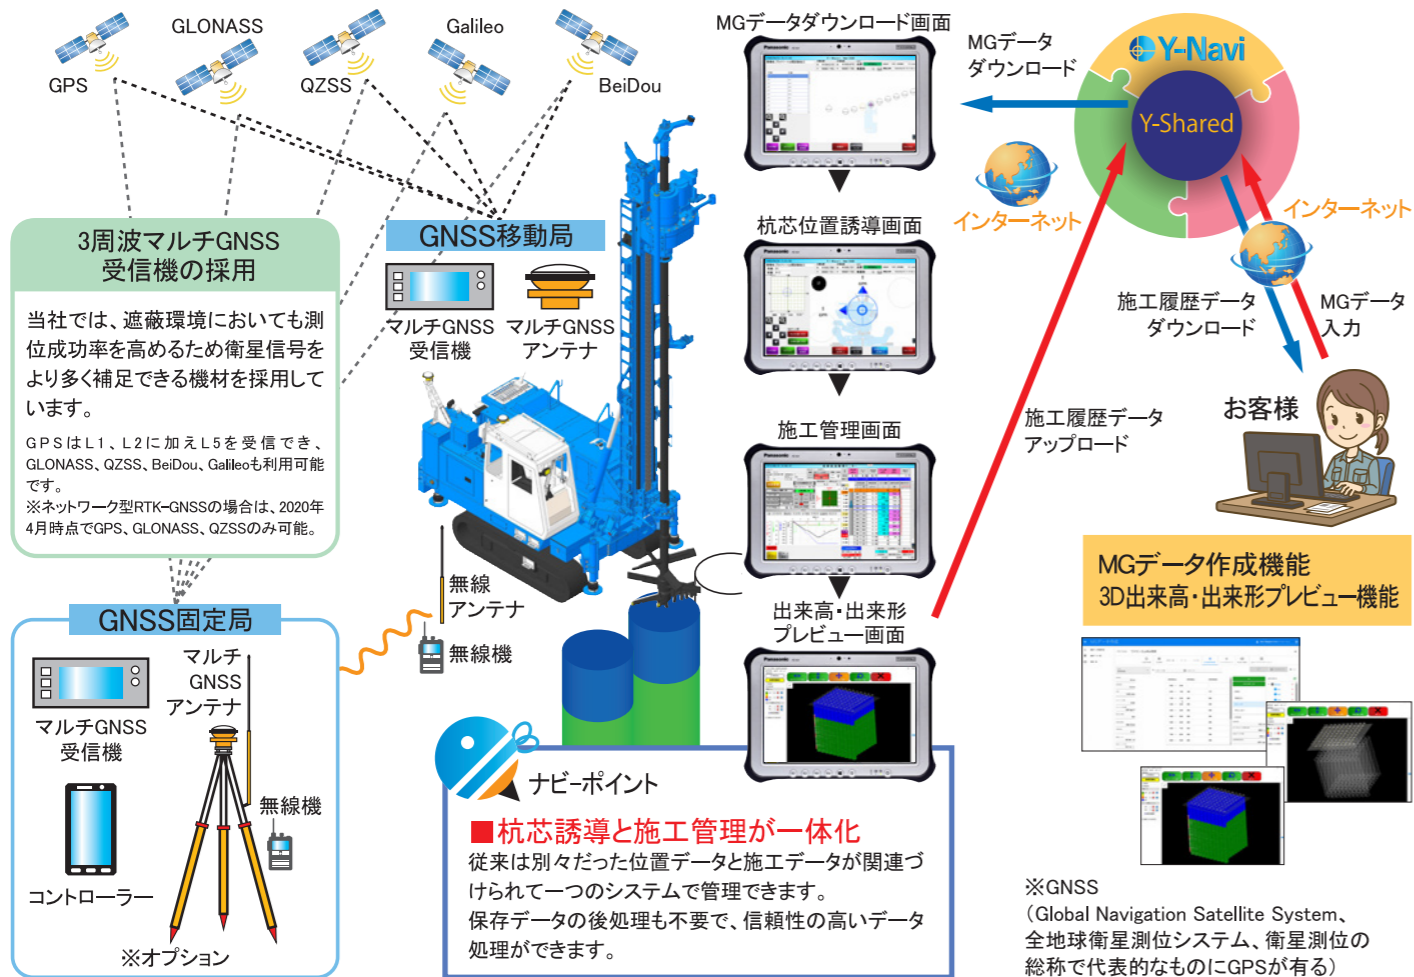 GPS
GLONASS
QZSS
Galileo
BeiDou
3周波マルチGNSS
受信機の採用
当社では、遮蔽環境においても測
位成功率を高めるため衛星信号を
より多く補足できる機材を採用して
います。
GPSはL1、L2に加えL5を受信でき、
GLONASS、QZSS、BeiDou、Galileoも利用可能
です。
※ネットワーク型RTK-GNSSの場合は、2020年
4月時点でGPS、GLONASS、QZSSのみ可能。
GNSS移動局
マルチGNSS
受信機
マルチGNSS
アンテナ
無線
アンテナ
無線機
GNSS固定局
マルチGNSS
受信機
マルチ
GNSS
アンテナ
無線機
コントローラー
※オプション
MGデータダウンロード画面
Panasonic
杭芯位置誘導画面
Panasonic
施工管理画面
Panasonic
出来高・出来形
プレビュー画面
Panasonic
ナビーポイント
■杭芯誘導と施工管理が一体化
従来は別々だった位置データと施工データが関連づ
けられて一つのシステムで管理できます。
保存データの後処理も不要で、信頼性の高いデータ
処理ができます。
MGデータ
ダウンロード
Y-Navi
Y-Shared
インターネット
インターネット
施工履歴データ
アップロード
施工履歴データ
ダウンロード
MGデータ
入力
お客様
MGデータ作成機能
3D出来高・出来形プレビュー機能
※GNSS
（Global Navigation Satellite System、
全地球衛星測位システム、衛星測位の
総称で代表的なものにGPSが有る）